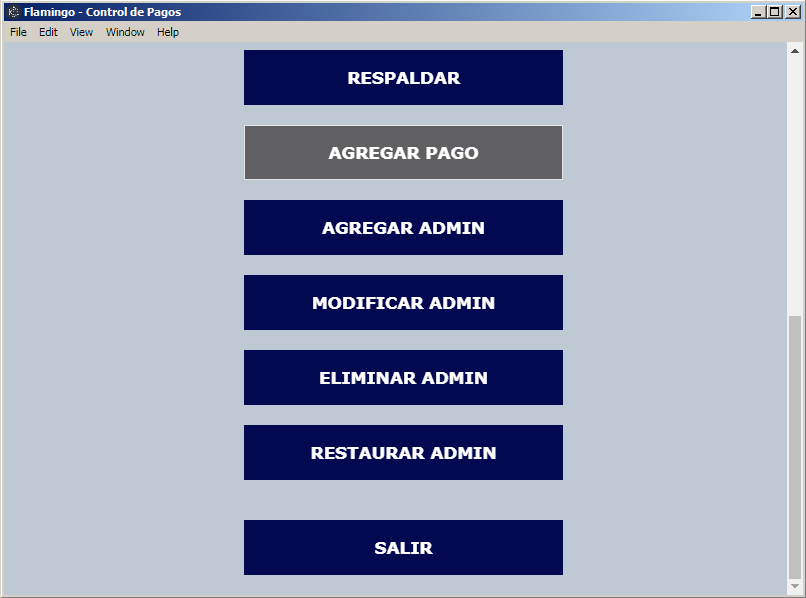 Flamingo - Control de Pagos
File Edit View Window Help
RESPALDAR
AGREGAR PAGO
AGREGAR ADMIN
MODIFICAR ADMIN
ELIMINAR ADMIN
RESTAURAR ADMIN
SALIR